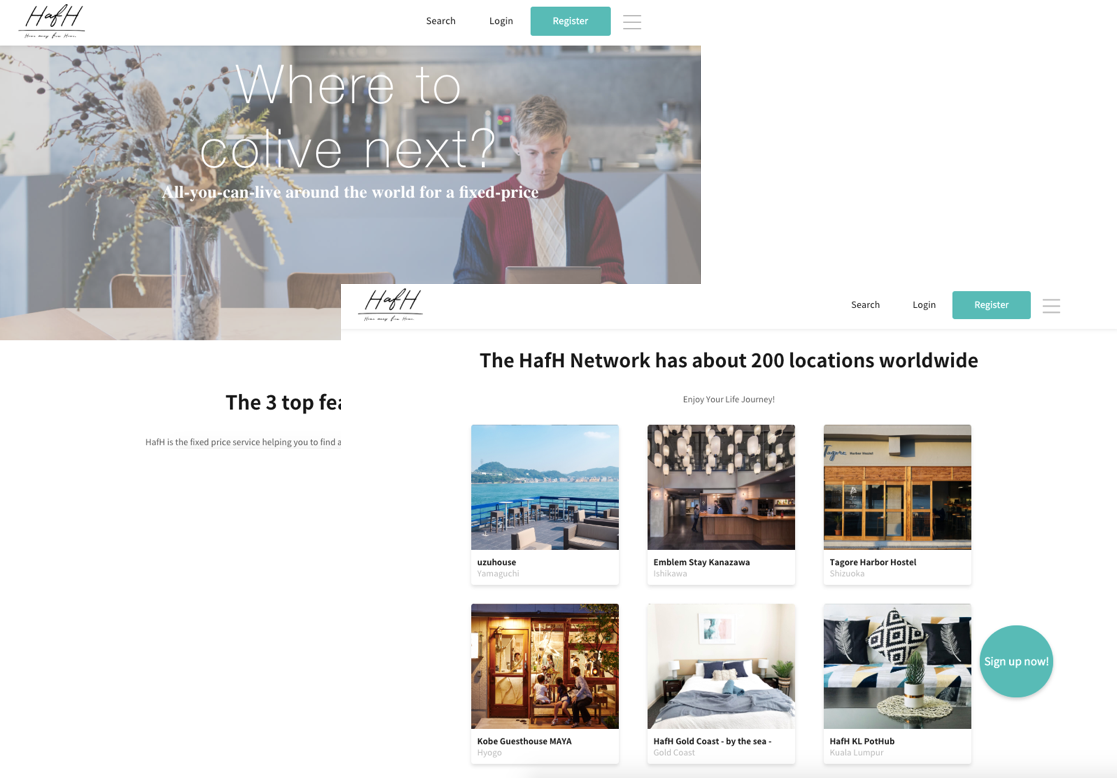 HafH
Home away from Home
Search
Login
Register
Where to
colive next?
All-you-can-live around the world for a fixed-price
The 3 top fea
HafH is the fixed price service helping you to find a
HafH
Home away from Home
Search
Login
Register
The HafH Network has about 200 locations worldwide
Enjoy Your Life Journey!
uzuhouse
Yamaguchi
Emblem Stay Kanazawa
Ishikawa
Tagore Harbor Hostel
Shizuoka
Kobe Guesthouse MAYA
Hyogo
HafH Gold Coast - by the sea -
Gold Coast
HafH KL PotHub
Kuala Lumpur
Sign up now!